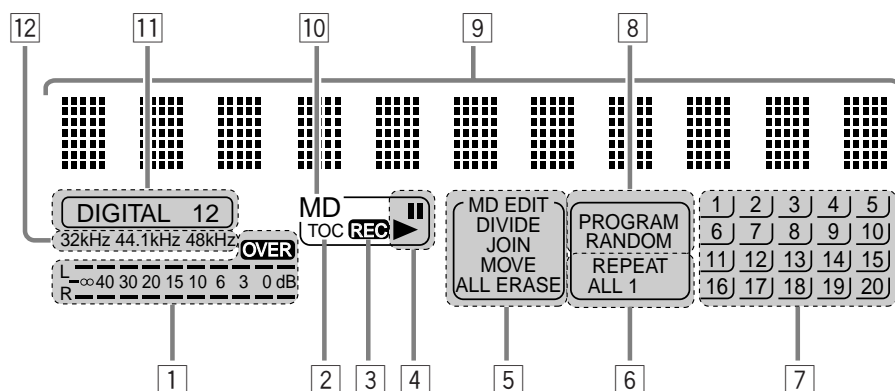 12 11 10 9 8
DIGITAL 12
32kHz 44.1kHz 48kHz
OVER
L
R
-∞ 40 30 20 15 10 6 3 0 dB
MD
TOC REC
MD EDIT
DIVIDE
JOIN
MOVE
ALL ERASE
PROGRAM
RANDOM
REPEAT
ALL 1
1 2 3 4 5
6 7 8 9 10
11 12 13 14 15
16 17 18 19 20
1 2 3 4 5 6 7